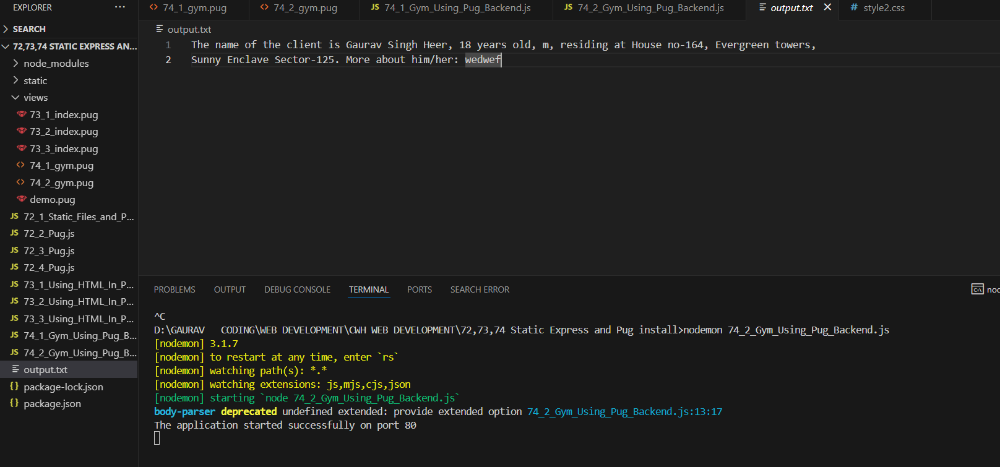 EXPLORER ...
SEARCH
72,73,74 STATIC EXPRESS AN...
node_modules
static
views
73_1_index.pug
73_2_index.pug
73_3_index.pug
74_1_gym.pug
74_2_gym.pug
demo.pug
JS 72_1_Static_Files_and_P...
JS 72_2_Pug.js
JS 72_3_Pug.js
JS 72_4_Pug.js
JS 73_1_Using_HTML_In_P...
JS 73_2_Using_HTML_In_P...
JS 73_3_Using_HTML_In_P...
JS 74_1_Gym_Using_Pug_B...
JS 74_2_Gym_Using_Pug_B...
output.txt
{} package-lock.json
{} package.json
<> 74_1_gym.pug <> 74_2_gym.pug JS 74_1_Gym_Using_Pug_Backend.js JS 74_2_Gym_Using_Pug_Backend.js output.txt # style2.css
output.txt
1 The name of the client is Gaurav Singh Heer, 18 years old, m, residing at House no-164, Evergreen towers,
2 Sunny Enclave Sector-125. More about him/her: wedwef
PROBLEMS OUTPUT DEBUG CONSOLE TERMINAL PORTS SEARCH ERROR
^C
D:\GAURAV   CODING\WEB DEVELOPMENT\CWH WEB DEVELOPMENT\72,73,74 Static Express and Pug install>nodemon 74_2_Gym_Using_Pug_Backend.js
[nodemon] 3.1.7
[nodemon] to restart at any time, enter `rs`
[nodemon] watching path(s): *.*
[nodemon] watching extensions: js,mjs,cjs,json
[nodemon] starting `node 74_2_Gym_Using_Pug_Backend.js`
body-parser deprecated undefined extended: provide extended option 74_2_Gym_Using_Pug_Backend.js:13:17
The application started successfully on port 80